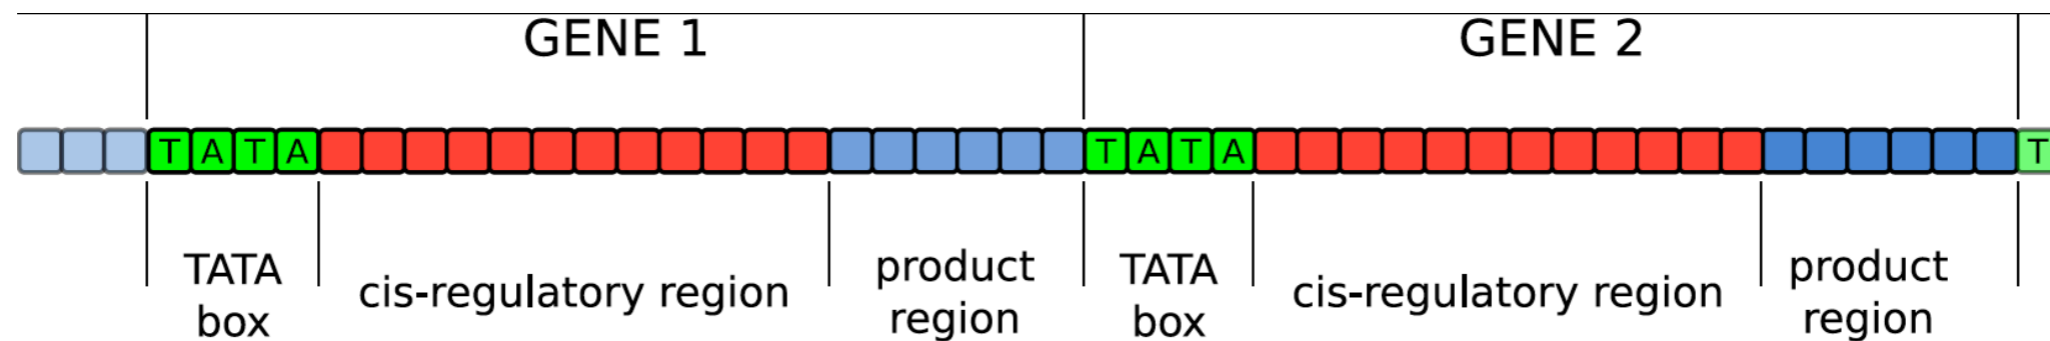 GENE 1
GENE 2
T A T A
T A T A
T
TATA
box
cis-regulatory region
product
region
TATA
box
cis-regulatory region
product
region